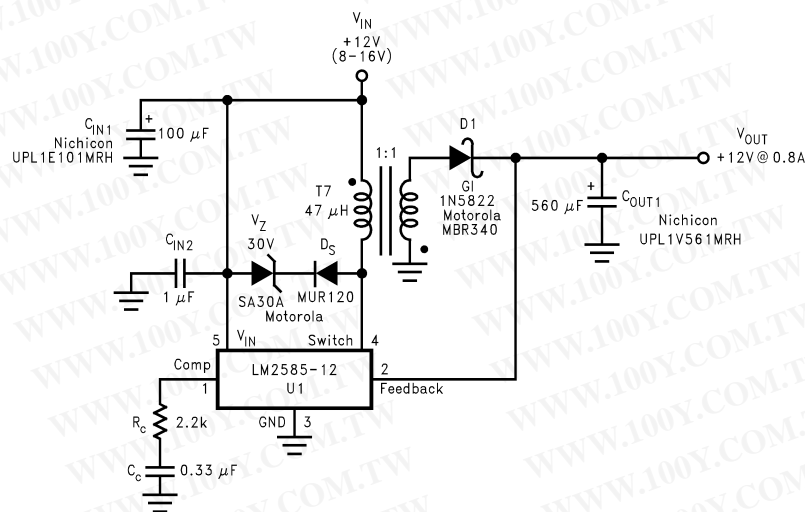 V_IN
+12V
(8-16V)
C_IN1
Nichicon
UPL1E101MRH
+
100 μF
1:1
T7
47 μH
D1
GI
1N5822
Motorola
MBR340
V_OUT
+12V@0.8A
560 μF
+
C_OUT1
Nichicon
UPL1V561MRH
C_IN2
1 μF
V_Z
30V
SA30A
D_S
MUR120
Motorola
5
V_IN
Switch
4
Comp
1
LM2585-12
U1
2
Feedback
GND
3
R_c
2.2k
C_c
0.33 μF
WWW.100Y.COM.TW